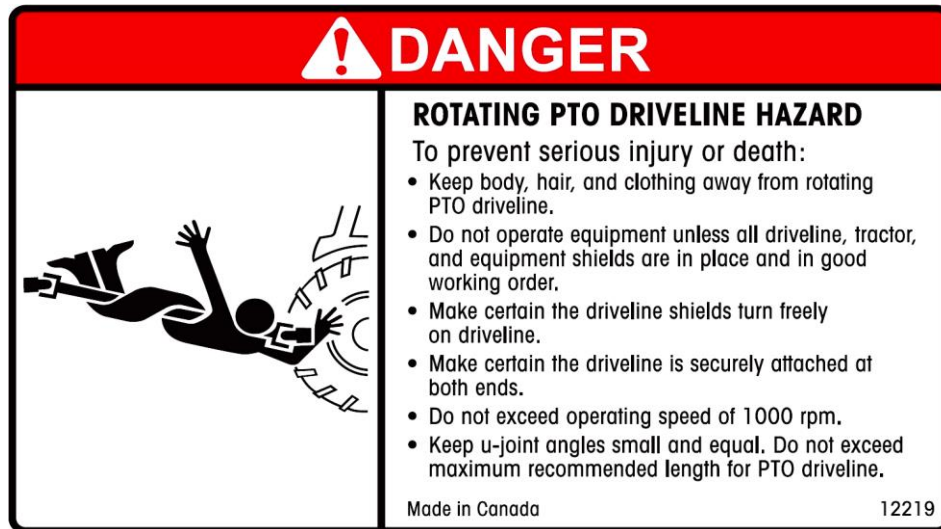 DANGER
ROTATING PTO DRIVELINE HAZARD
To prevent serious injury or death:
• Keep body, hair, and clothing away from rotating
PTO driveline.
• Do not operate equipment unless all driveline, tractor,
and equipment shields are in place and in good
working order.
• Make certain the driveline shields turn freely
on driveline.
• Make certain the driveline is securely attached at
both ends.
• Do not exceed operating speed of 1000 rpm.
• Keep u-joint angles small and equal. Do not exceed
maximum recommended length for PTO driveline.
Made in Canada 12219